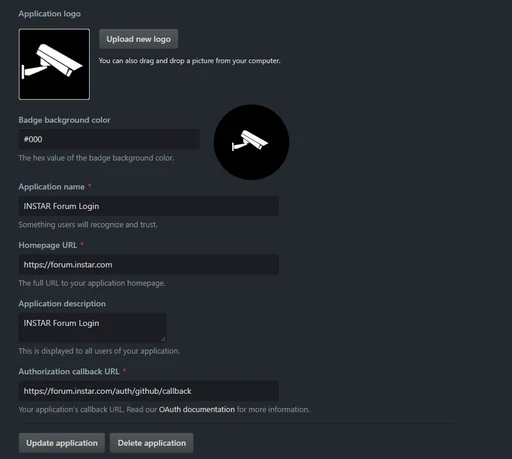 Application logo
Upload new logo
You can also drag and drop a picture from your computer.
Badge background color
#000
The hex value of the badge background color.
Application name *
INSTAR Forum Login
Something users will recognize and trust.
Homepage URL *
https://forum.instar.com
The full URL to your application homepage.
Application description
INSTAR Forum Login
This is displayed to all users of your application.
Authorization callback URL *
https://forum.instar.com/auth/github/callback
Your application's callback URL. Read our OAuth documentation for more information.
Update application Delete application